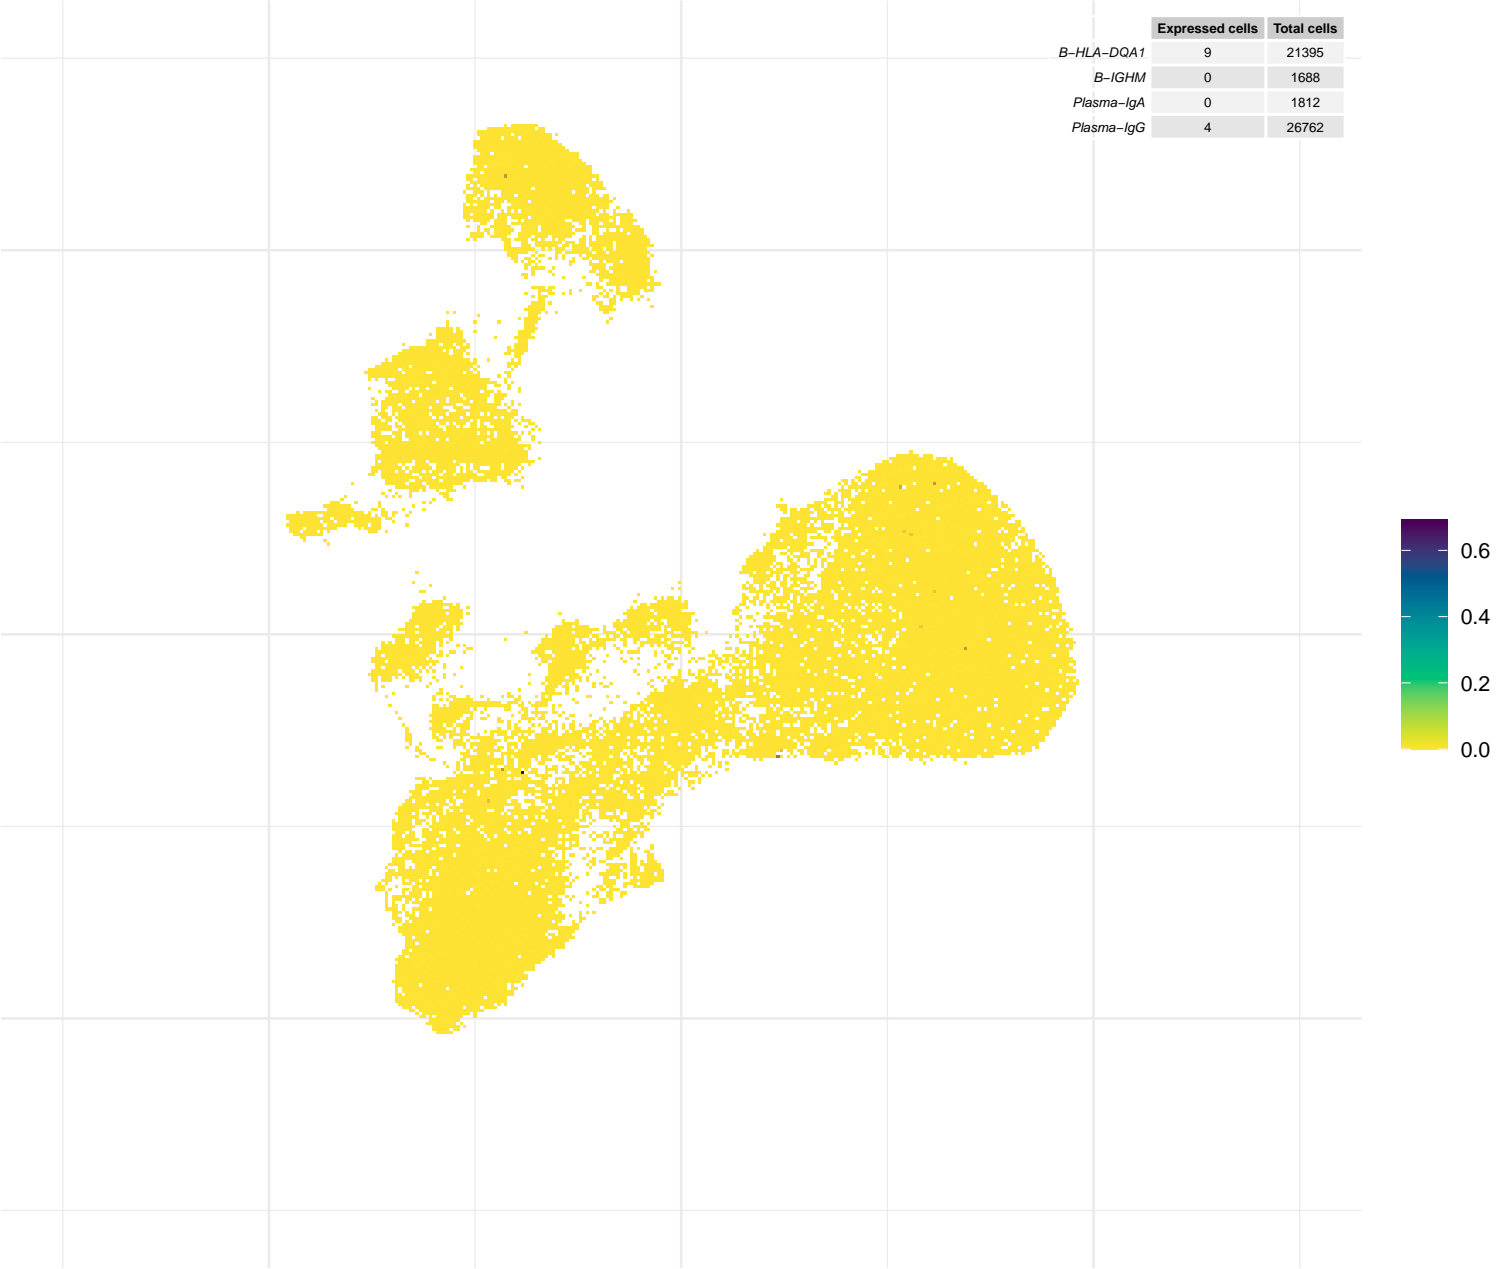 Expressed cells Total cells
B−HLA−DQA1 9 21395
B−IGHM 0 1688
Plasma−IgA 0 1812
Plasma−IgG 4 26762
0.6
0.4
0.2
0.0